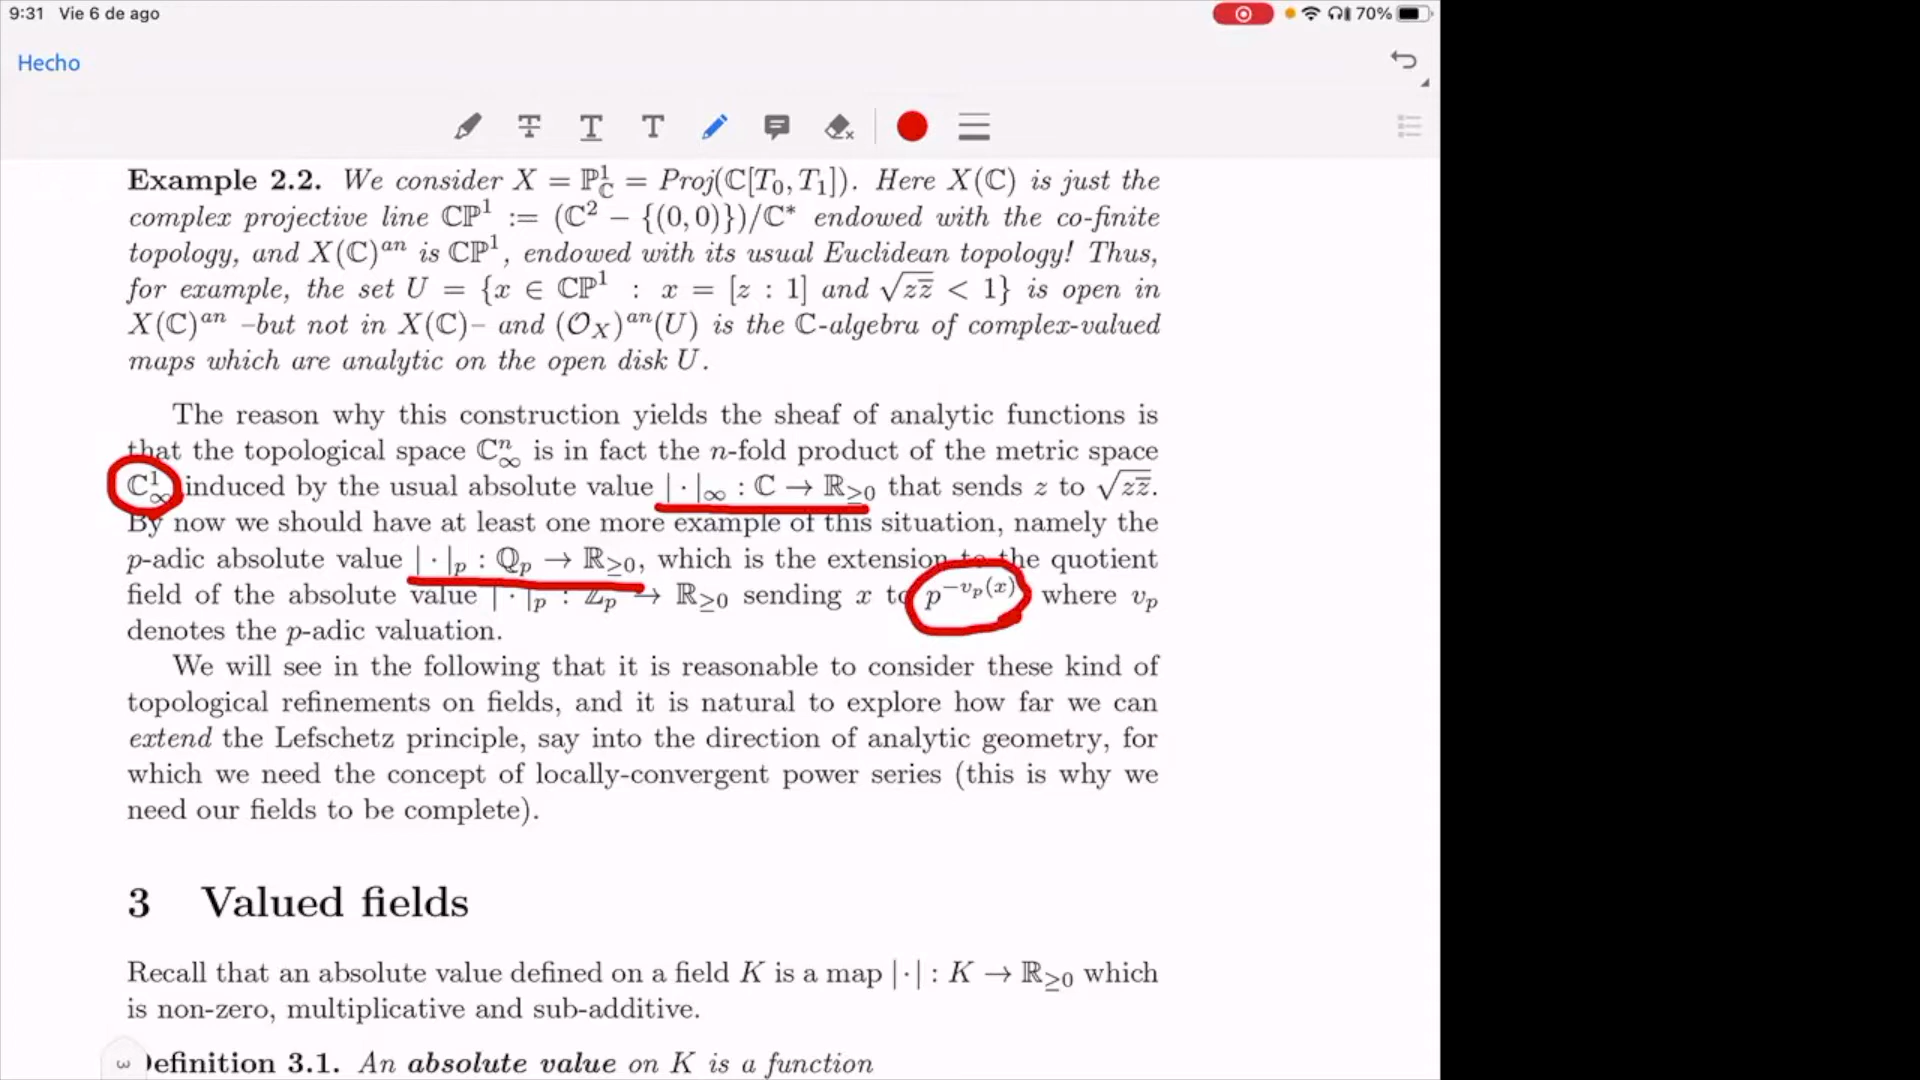 9:31 Vie 6 de ago 70%
Hecho
Example 2.2. We consider X = ℙ¹_ℂ = Proj(ℂ[T₀, T₁]). Here X(ℂ) is just the
complex projective line ℂℙ¹ := (ℂ² − {(0,0)})/ℂ* endowed with the co-finite
topology, and X(ℂ)^{an} is ℂℙ¹, endowed with its usual Euclidean topology! Thus,
for example, the set U = {x ∈ ℂℙ¹ : x = [z : 1] and √(zz̄) < 1} is open in
X(ℂ)^{an} –but not in X(ℂ)– and (𝒪_X)^{an}(U) is the ℂ-algebra of complex-valued
maps which are analytic on the open disk U.
The reason why this construction yields the sheaf of analytic functions is
that the topological space ℂ^n_∞ is in fact the n-fold product of the metric space
ℂ^1_∞ induced by the usual absolute value | · |_∞ : ℂ → ℝ_{≥0} that sends z to √(zz̄).
By now we should have at least one more example of this situation, namely the
p-adic absolute value | · |_p : ℚ_p → ℝ_{≥0}, which is the extension to the quotient
field of the absolute value | · |_p : ℤ_p → ℝ_{≥0} sending x to p^{−v_p(x)} where v_p
denotes the p-adic valuation.
We will see in the following that it is reasonable to consider these kind of
topological refinements on fields, and it is natural to explore how far we can
extend the Lefschetz principle, say into the direction of analytic geometry, for
which we need the concept of locally-convergent power series (this is why we
need our fields to be complete).
3 Valued fields
Recall that an absolute value defined on a field K is a map | · | : K → ℝ_{≥0} which
is non-zero, multiplicative and sub-additive.
3 Definition 3.1. An absolute value on K is a function